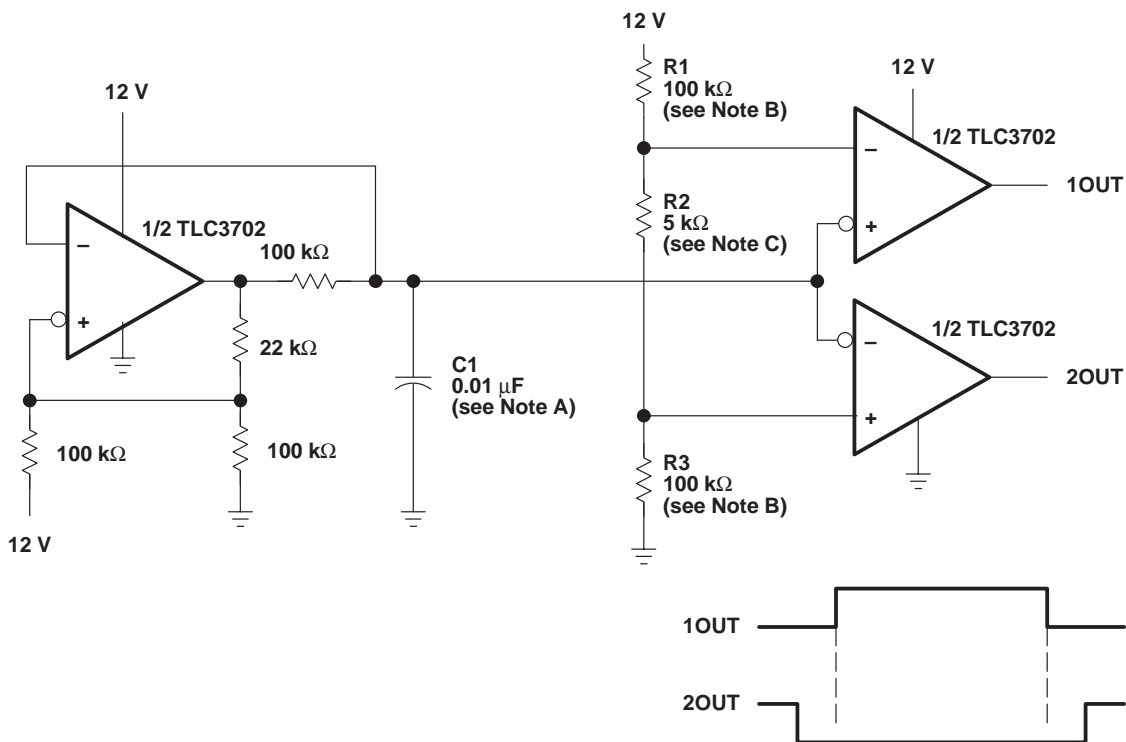 12 V
1/2 TLC3702
−
+
100 kΩ
22 kΩ
100 kΩ
100 kΩ
12 V
C1
0.01 μF
(see Note A)
12 V
R1
100 kΩ
(see Note B)
R2
5 kΩ
(see Note C)
R3
100 kΩ
(see Note B)
12 V
1/2 TLC3702
−
+
1OUT
1/2 TLC3702
−
+
2OUT
1OUT
2OUT